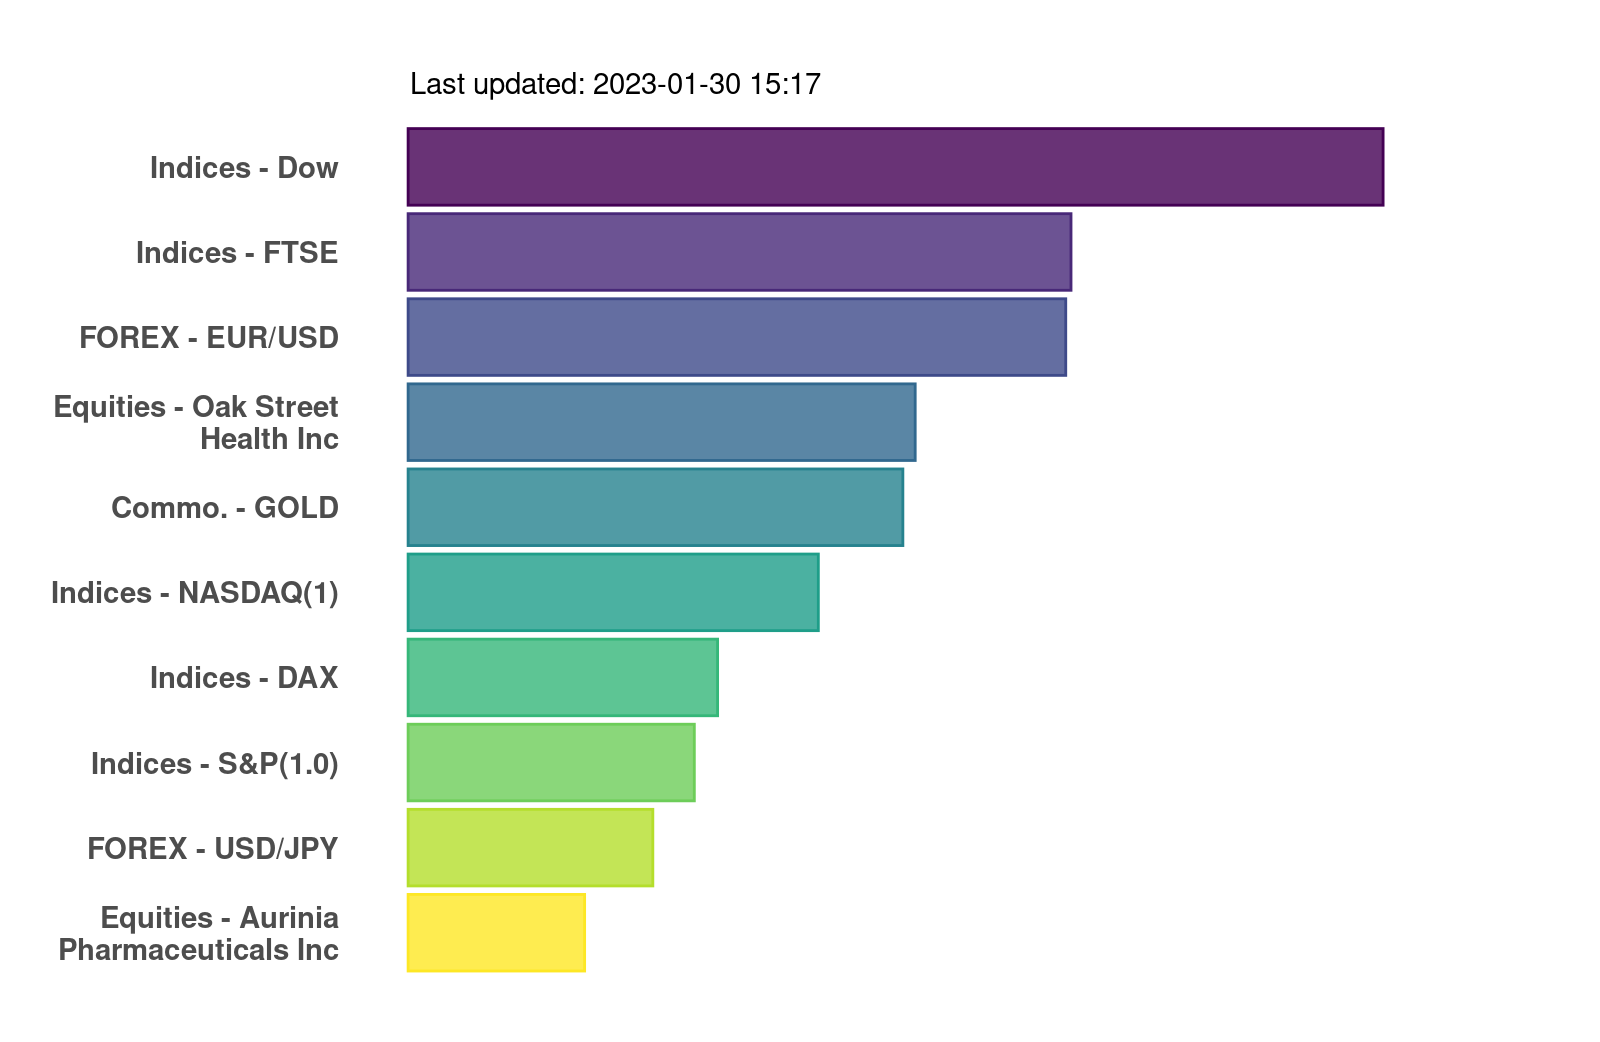 Last updated: 2023-01-30 15:17
Indices - Dow
Indices - FTSE
FOREX - EUR/USD
Equities - Oak Street
Health Inc
Commo. - GOLD
Indices - NASDAQ(1)
Indices - DAX
Indices - S&P(1.0)
FOREX - USD/JPY
Equities - Aurinia
Pharmaceuticals Inc